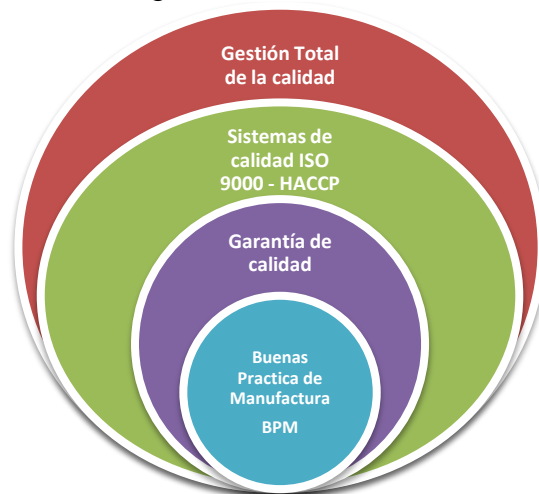 Gestión Total
de la calidad
Sistemas de
calidad ISO
9000 - HACCP
Garantía de
calidad
Buenas
Practica de
Manufactura
BPM